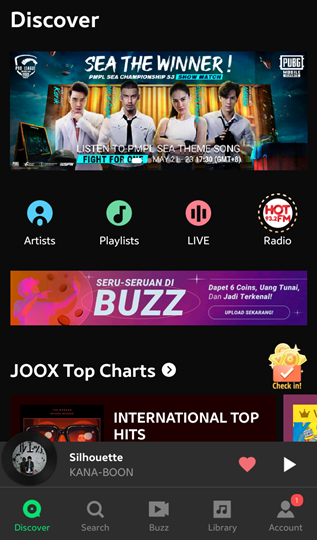 Discover
PRO LEAGUE
PUBG
MOBILE
SEA THE WINNER !
PMPL SEA CHAMPIONSHIP S3 SHOW MATCH
LISTEN TO PMPL SEA THEME SONG
FIGHT FOR ONE
MAY 21 - 23 17:30 (GMT+8)
HOT
93.2FM
Artists
Playlists
LIVE
Radio
SERU-SERUAN DI
BUZZ
Dapet 6 Coins, Uang Tunai,
Dan Jadi Terkenal!
UPLOAD SEKARANG!
JOOX Top Charts
Check in!
INTERNATIONAL TOP
HITS
Silhouette
KANA-BOON
Discover
Search
Buzz
Library
1
Account